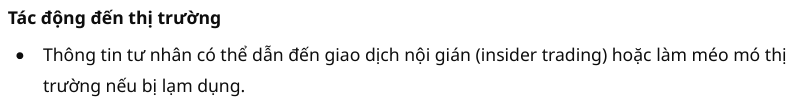 Tác động đến thị trường
• Thông tin tư nhân có thể dẫn đến giao dịch nội gián (insider trading) hoặc làm méo mó thị
trường nếu bị lạm dụng.